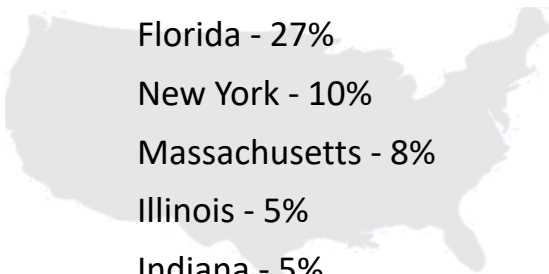 Florida - 27%
New York - 10%
Massachusetts - 8%
Illinois - 5%
Indiana - 5%